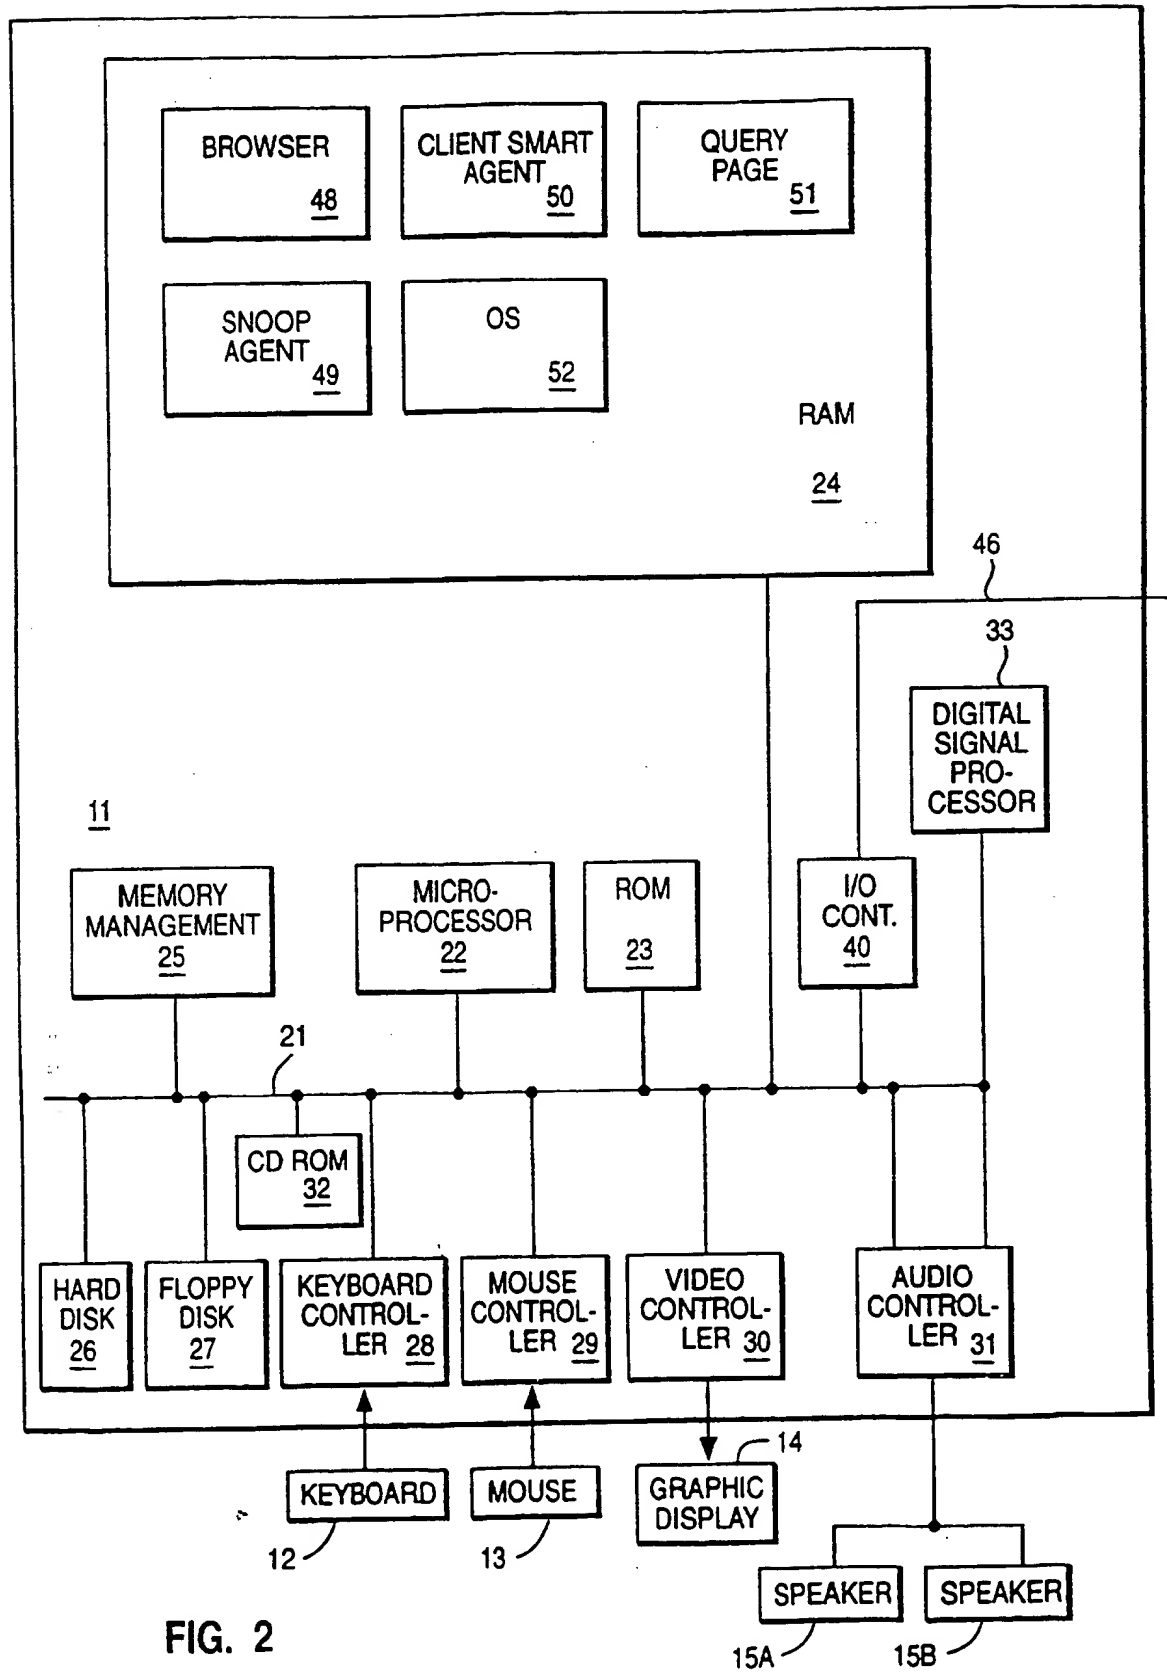 BROWSER
48
CLIENT SMART
AGENT
50
QUERY
PAGE
51
SNOOP
AGENT
49
OS
52
RAM
24
46
33
DIGITAL
SIGNAL
PRO-
CESSOR
11
MEMORY
MANAGEMENT
25
MICRO-
PROCESSOR
22
ROM
23
I/O
CONT.
40
21
CD ROM
32
HARD
DISK
26
FLOPPY
DISK
27
KEYBOARD
CONTROL-
LER 28
MOUSE
CONTROL-
LER 29
VIDEO
CONTROL-
LER 30
AUDIO
CONTROL-
LER 31
KEYBOARD
12
MOUSE
13
14
GRAPHIC
DISPLAY
SPEAKER
15A
SPEAKER
15B
FIG. 2